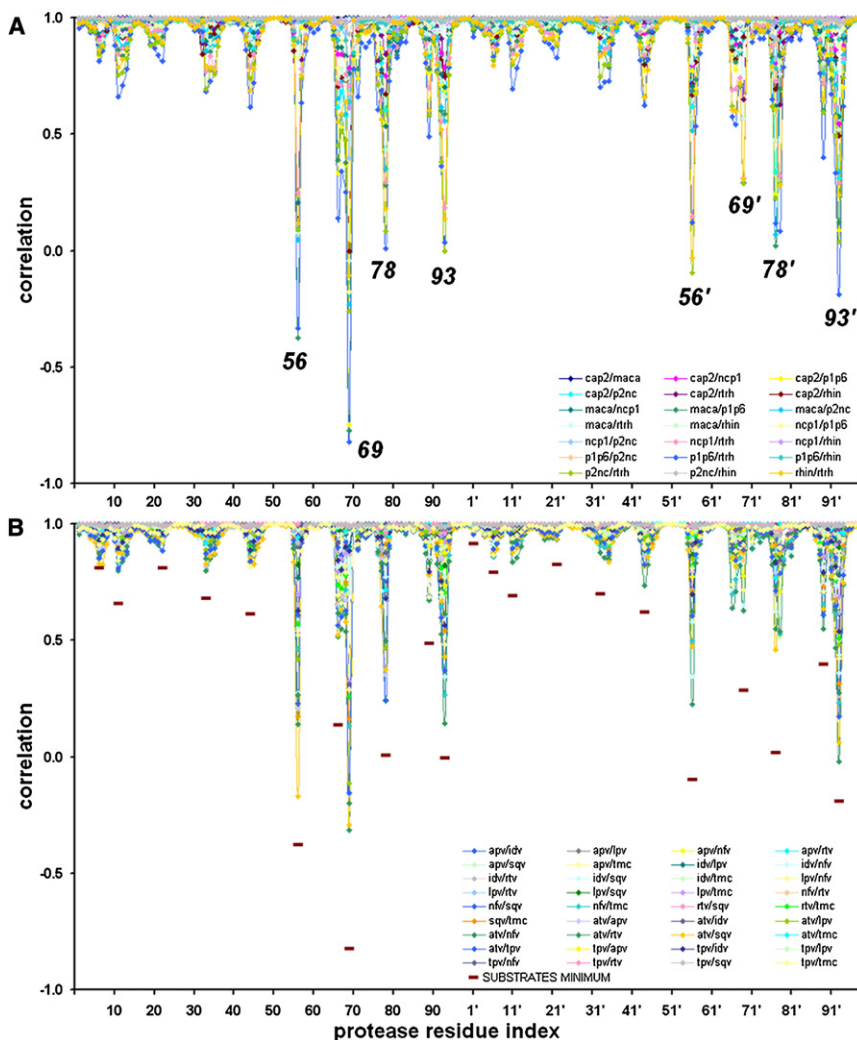 A
1.0
0.5
0.0
-0.5
-1.0
correlation
56
69
78
93
56'
69'
78'
93'
cap2/maca cap2/ncp1 cap2/p1p6
cap2/p2nc cap2/rtrh cap2/rhin
maca/ncp1 maca/p1p6 maca/p2nc
maca/rtrh maca/rhin ncp1/p1p6
ncp1/p2nc ncp1/rtrh ncp1/rhin
p1p6/p2nc p1p6/rtrh p1p6/rhin
p2nc/rtrh p2nc/rhin rhin/rtrh
10 20 30 40 50 60 70 80 90 1' 11' 21' 31' 41' 51' 61' 71' 81' 91'
B
1.0
0.5
0.0
-0.5
-1.0
correlation
apv/idv apv/lpv apv/nfv apv/rtv
apv/sqv apv/tmc idv/lpv idv/nfv
idv/rtv idv/sqv idv/tmc lpv/nfv
lpv/rtv lpv/sqv lpv/tmc nfv/rtv
nfv/sqv nfv/tmc rtv/sqv rtv/tmc
sqv/tmc atv/apv atv/idv atv/lpv
atv/nfv atv/rtv atv/sqv atv/tmc
atv/tpv tpv/apv tpv/idv tpv/lpv
tpv/nfv tpv/rtv tpv/sqv tpv/tmc
SUBSTRATES MINIMUM
10 20 30 40 50 60 70 80 90 1' 11' 21' 31' 41' 51' 61' 71' 81' 91'
protease residue index